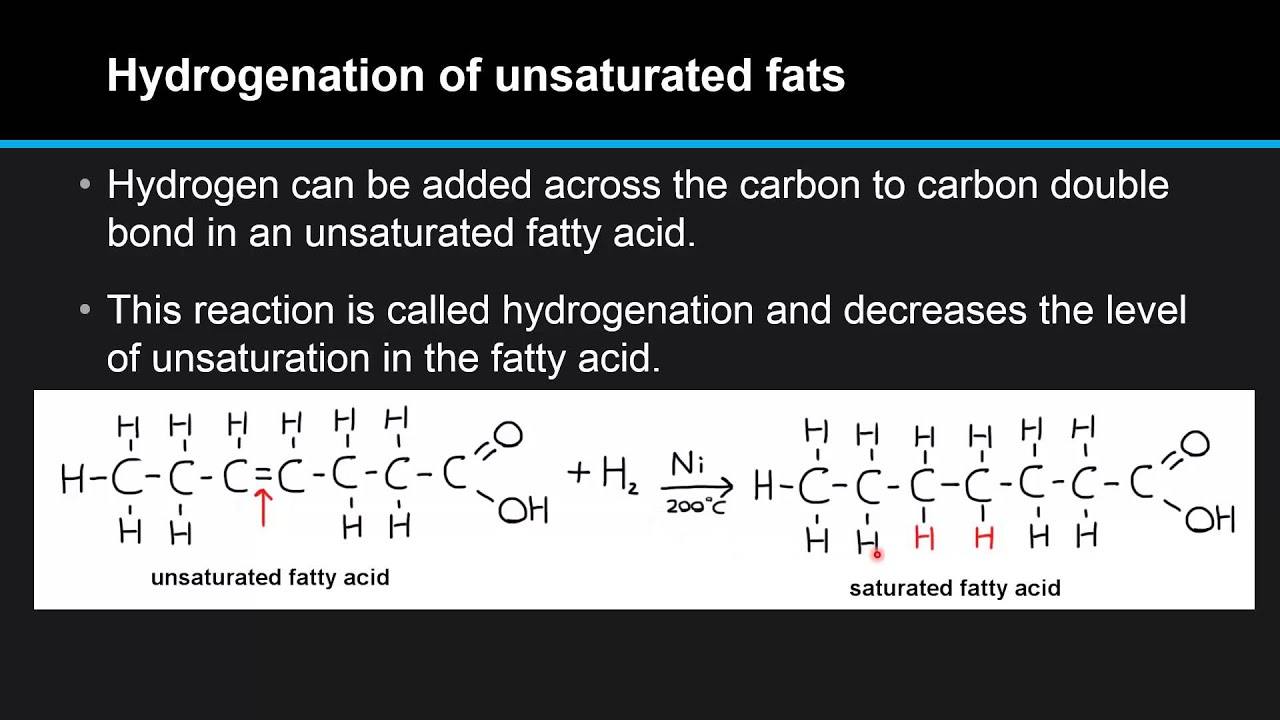 Hydrogenation of unsaturated fats
• Hydrogen can be added across the carbon to carbon double
bond in an unsaturated fatty acid.
• This reaction is called hydrogenation and decreases the level
of unsaturation in the fatty acid.
H H H H H H
H-C-C-C=C-C-C-C =O
OH
H H H H
unsaturated fatty acid
+ H₂
Ni
200°C
H H H H H H
H-C-C-C-C-C-C-C =O
OH
H H H H H H
saturated fatty acid